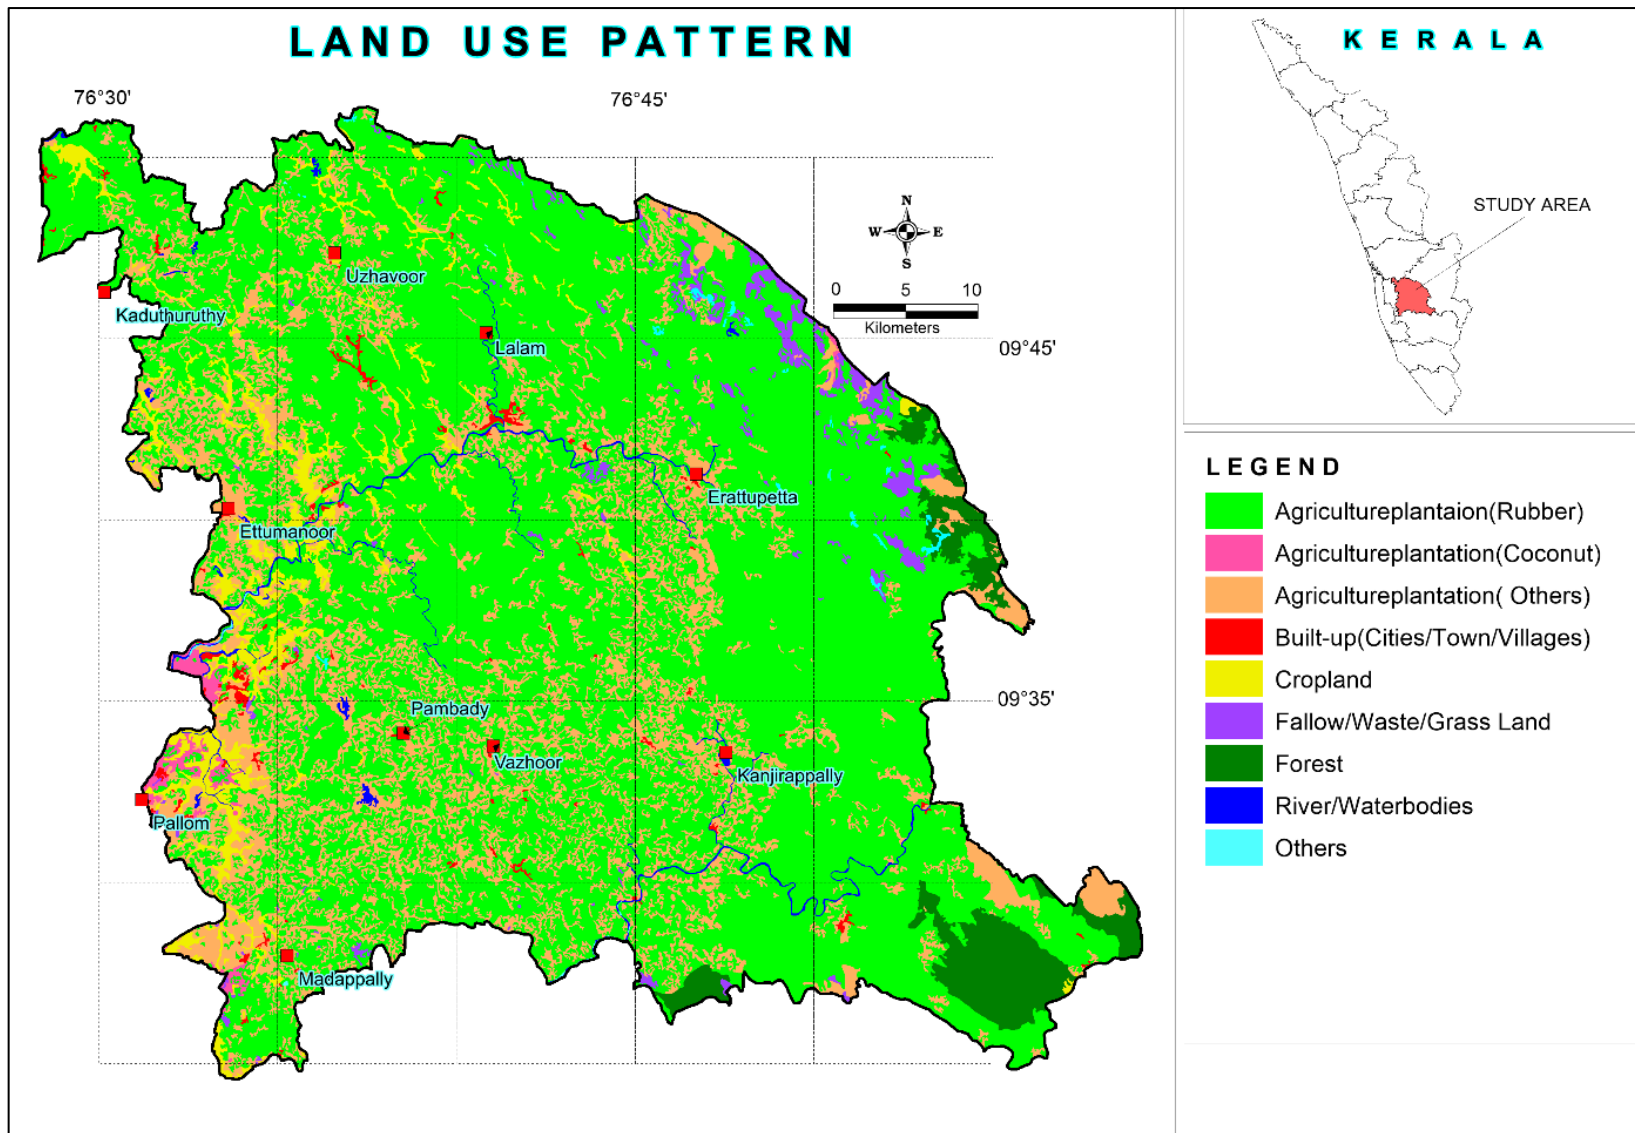 LAND USE PATTERN
76°30'
76°45'
N
W
E
S
0
5
10
Kilometers
Uzhavoor
Kaduthuruthy
Lalam
09°45'
Erattupetta
Ettumanoor
09°35'
Pambady
Vazhoor
Kanjirappally
Pallom
Madappally
KERALA
STUDY AREA
LEGEND
Agricultureplantaion(Rubber)
Agricultureplantation(Coconut)
Agricultureplantation( Others)
Built-up(Cities/Town/Villages)
Cropland
Fallow/Waste/Grass Land
Forest
River/Waterbodies
Others